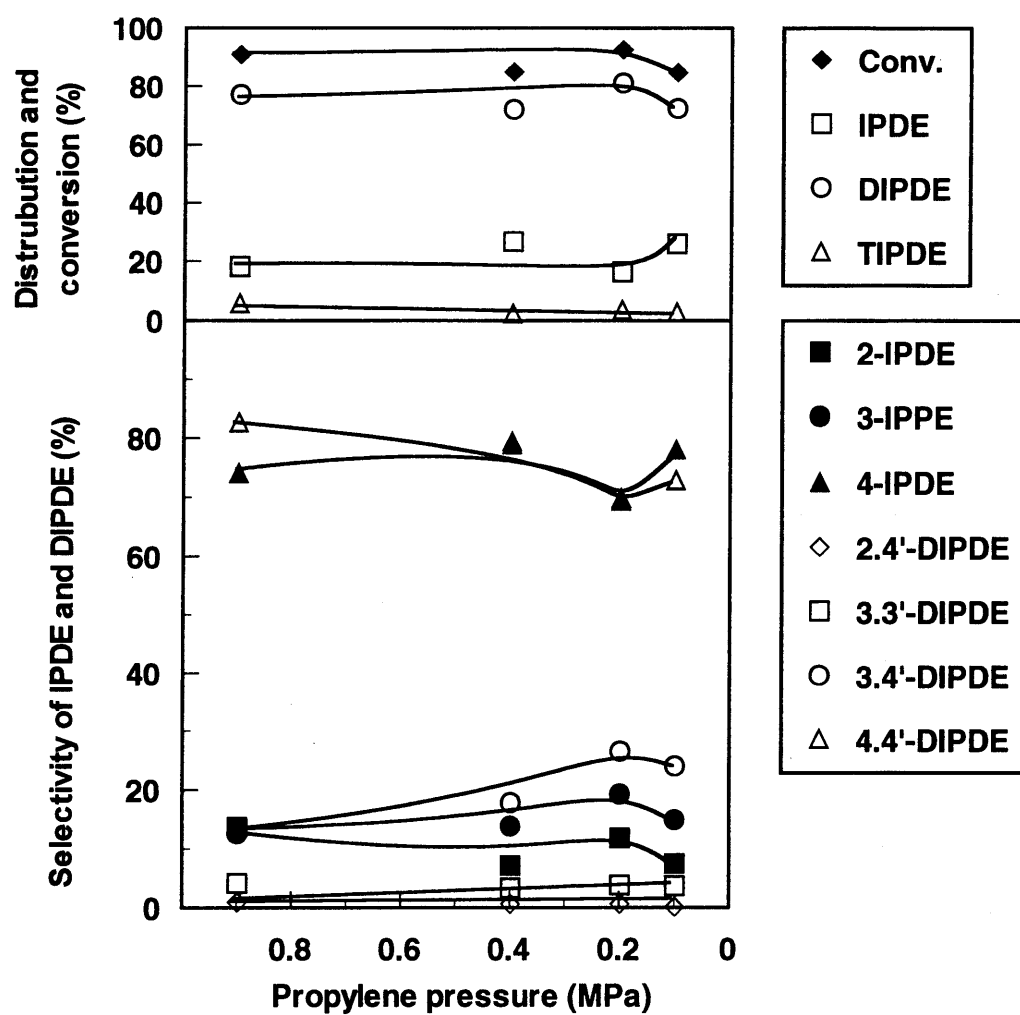 Distrubution and
conversion (%)
100
80
60
40
20
0
Conv.
IPDE
DIPDE
TIPDE
Selectivity of IPDE and DIPDE (%)
80
60
40
20
0
2-IPDE
3-IPPE
4-IPDE
2.4'-DIPDE
3.3'-DIPDE
3.4'-DIPDE
4.4'-DIPDE
0.8 0.6 0.4 0.2 0
Propylene pressure (MPa)